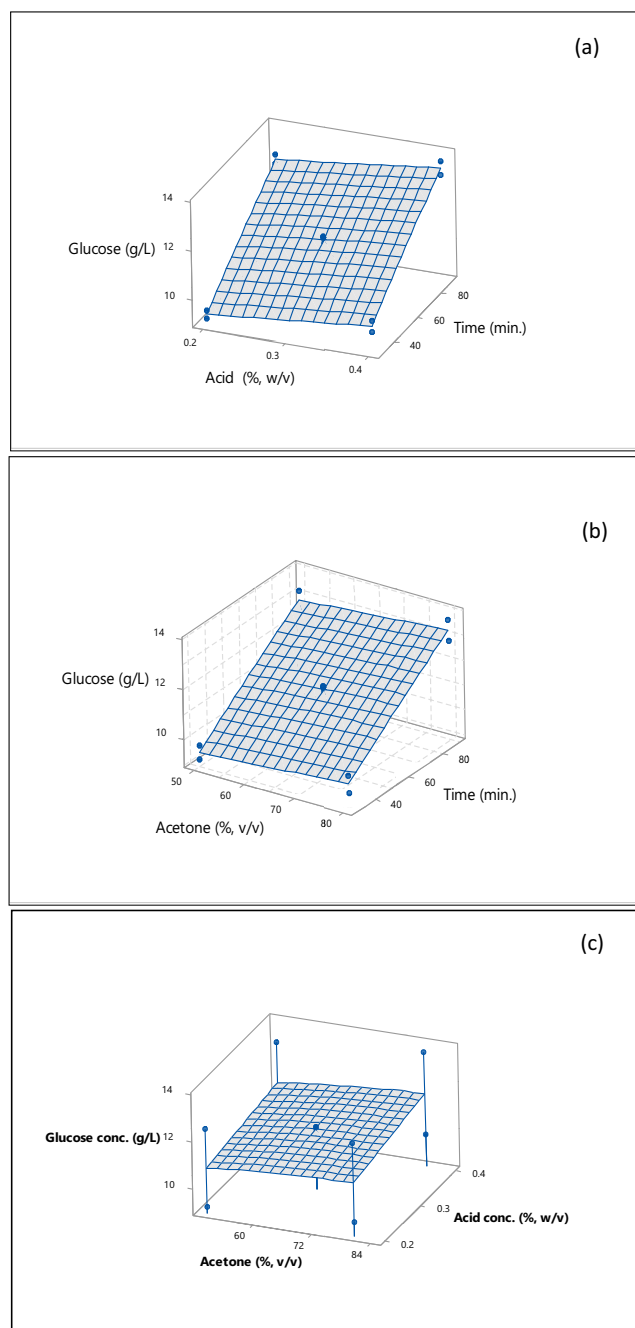 (a)
14
Glucose (g/L)
12
10
80
60
Time (min.)
40
0.2
0.3
0.4
Acid (%, w/v)
(b)
14
Glucose (g/L)
12
10
80
60
Time (min.)
40
50
60
70
80
Acetone (%, v/v)
(c)
14
Glucose conc. (g/L)
12
10
0.4
0.3
Acid conc. (%, w/v)
0.2
60
72
84
Acetone (%, v/v)